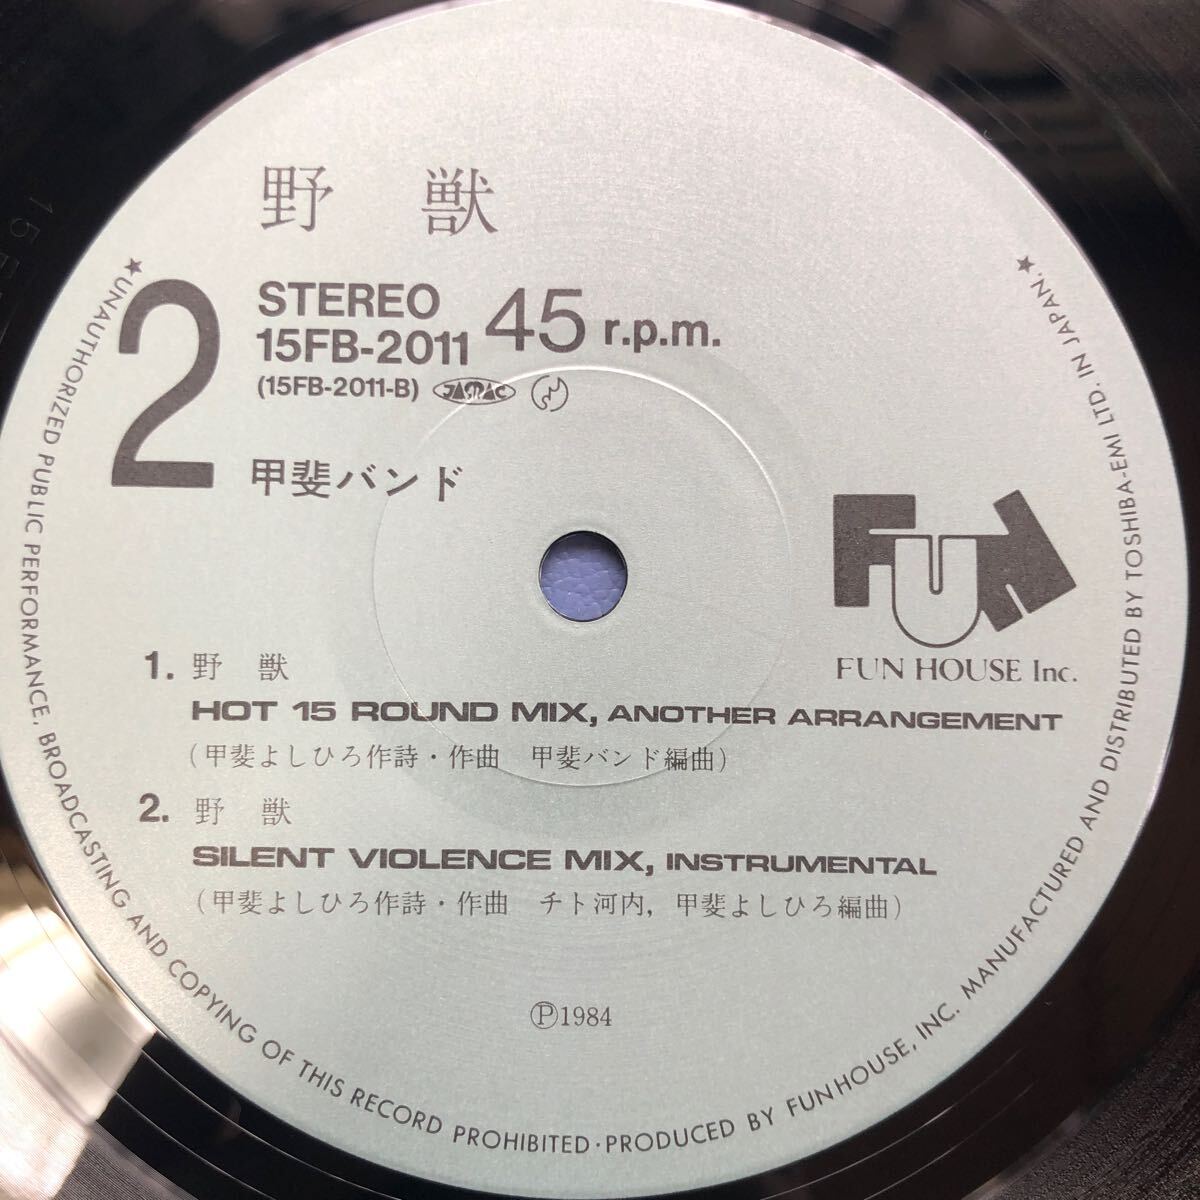 野 獣
2
STEREO
15FB-2011
45 r.p.m.
(15FB-2011-B) JASRAC
甲斐バンド
FUN
FUN HOUSE Inc.
1. 野 獣
HOT 15 ROUND MIX, ANOTHER ARRANGEMENT
(甲斐よしひろ作詩・作曲 甲斐バンド編曲)
2. 野 獣
SILENT VIOLENCE MIX, INSTRUMENTAL
(甲斐よしひろ作詩・作曲 チト河内, 甲斐よしひろ編曲)
Ⓟ1984
★UNAUTHORIZED PUBLIC PERFORMANCE, BROADCASTING AND COPYING OF THIS RECORD PROHIBITED·PRODUCED BY FUN HOUSE, INC. MANUFACTURED AND DISTRIBUTED BY TOSHIBA-EMI LTD. IN JAPAN.★